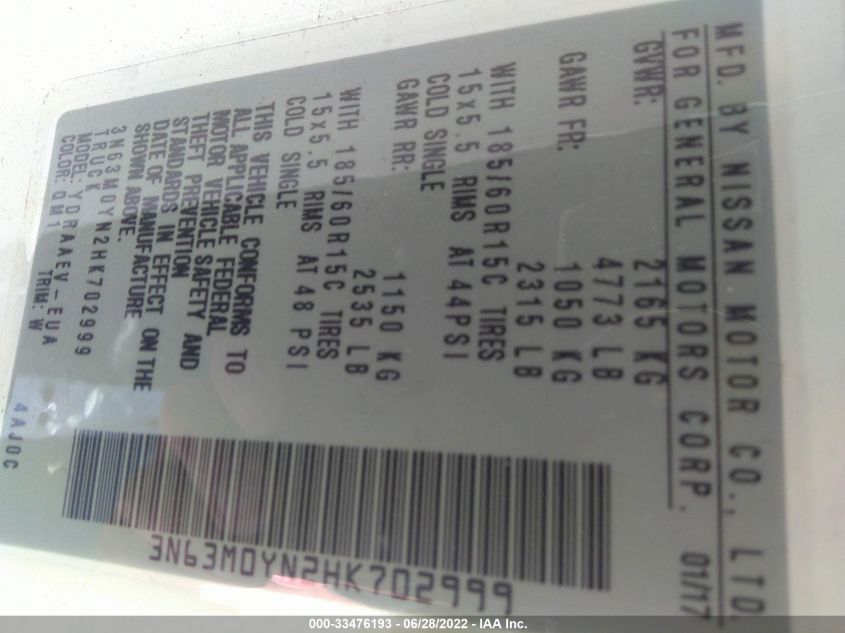 MFD. BY NISSAN MOTOR CO., LTD.
FOR GENERAL MOTORS CORP. 01/17
GVWR: 2165 KG
4773 LB
GAWR FR: 1050 KG
2315 LB
WITH 185/60R15C TIRES
15X5.5 RIMS AT 44PSI
COLD SINGLE
GAWR RR: 1150 KG
2535 LB
WITH 185/60R15C TIRES
15X5.5 RIMS AT 48 PSI
COLD SINGLE
THIS VEHICLE CONFORMS TO
ALL APPLICABLE FEDERAL
MOTOR VEHICLE SAFETY AND
THEFT PREVENTION
STANDARDS IN EFFECT ON THE
DATE OF MANUFACTURE
SHOWN ABOVE.
3N63M0YN2HK702999
TRUCK
MODEL: YDRAAEV-EUA
COLOR: QM1 TRIM: W
4AJ0C
3N63M0YN2HK702999
000-33476193 - 06/28/2022 - IAA Inc.